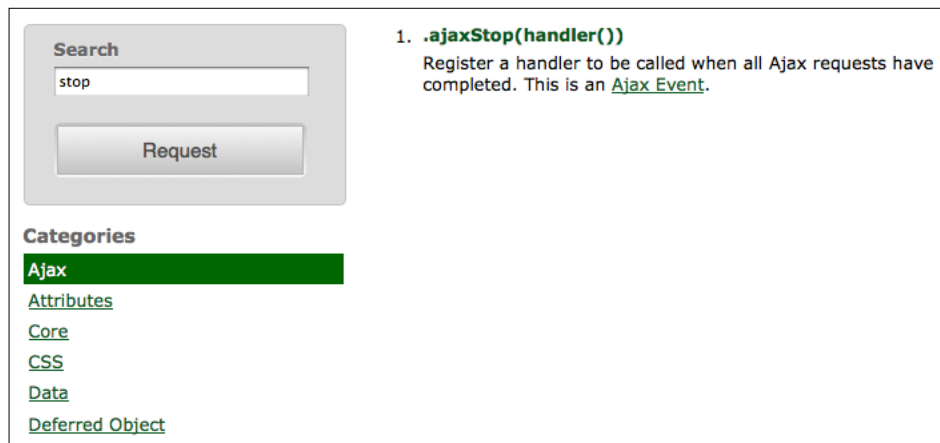 Search
stop
Request
Categories
Ajax
Attributes
Core
CSS
Data
Deferred Object
1. .ajaxStop(handler())
Register a handler to be called when all Ajax requests have
completed. This is an Ajax Event.